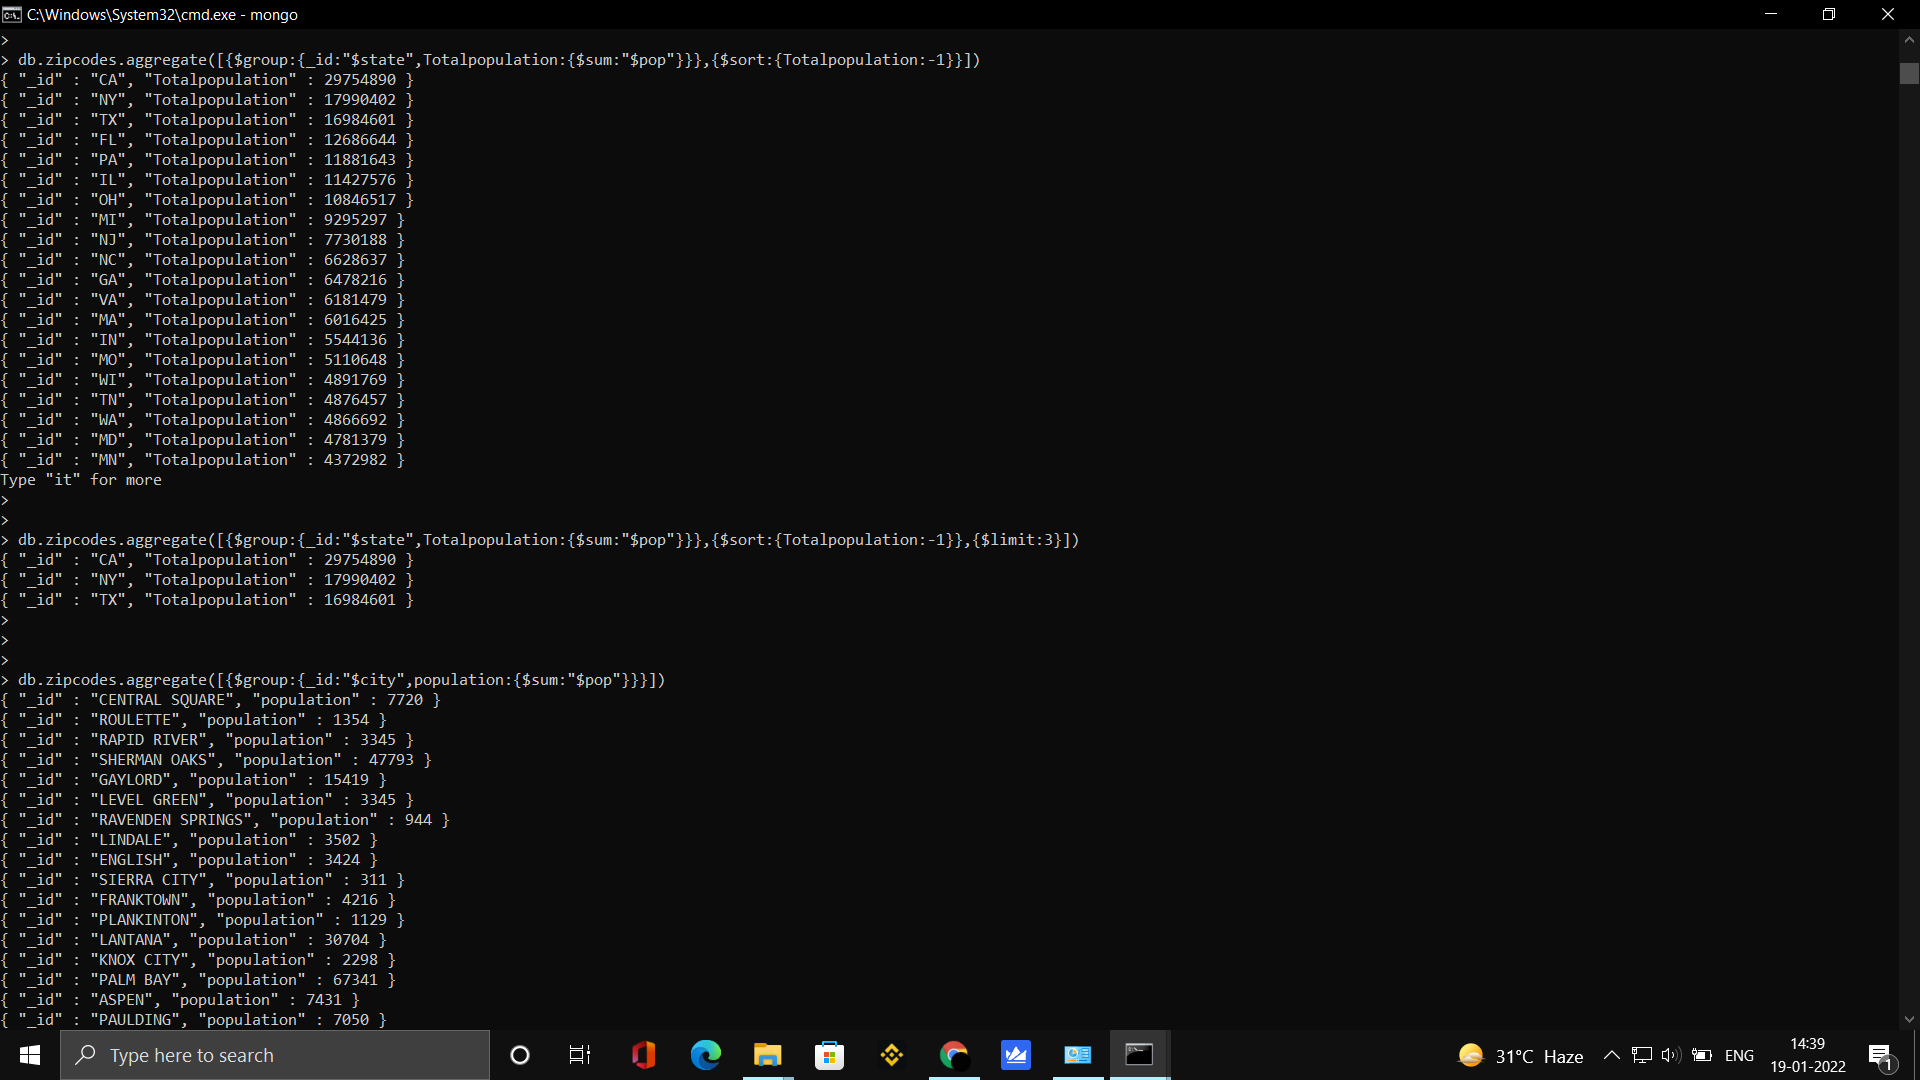 C:\Windows\System32\cmd.exe - mongo
>
> db.zipcodes.aggregate([{$group:{_id:"$state",Totalpopulation:{$sum:"$pop"}}},{$sort:{Totalpopulation:-1}}])
{ "_id" : "CA", "Totalpopulation" : 29754890 }
{ "_id" : "NY", "Totalpopulation" : 17990402 }
{ "_id" : "TX", "Totalpopulation" : 16984601 }
{ "_id" : "FL", "Totalpopulation" : 12686644 }
{ "_id" : "PA", "Totalpopulation" : 11881643 }
{ "_id" : "IL", "Totalpopulation" : 11427576 }
{ "_id" : "OH", "Totalpopulation" : 10846517 }
{ "_id" : "MI", "Totalpopulation" : 9295297 }
{ "_id" : "NJ", "Totalpopulation" : 7730188 }
{ "_id" : "NC", "Totalpopulation" : 6628637 }
{ "_id" : "GA", "Totalpopulation" : 6478216 }
{ "_id" : "VA", "Totalpopulation" : 6181479 }
{ "_id" : "MA", "Totalpopulation" : 6016425 }
{ "_id" : "IN", "Totalpopulation" : 5544136 }
{ "_id" : "MO", "Totalpopulation" : 5110648 }
{ "_id" : "WI", "Totalpopulation" : 4891769 }
{ "_id" : "TN", "Totalpopulation" : 4876457 }
{ "_id" : "WA", "Totalpopulation" : 4866692 }
{ "_id" : "MD", "Totalpopulation" : 4781379 }
{ "_id" : "MN", "Totalpopulation" : 4372982 }
Type "it" for more
>
>
> db.zipcodes.aggregate([{$group:{_id:"$state",Totalpopulation:{$sum:"$pop"}}},{$sort:{Totalpopulation:-1}},{$limit:3}])
{ "_id" : "CA", "Totalpopulation" : 29754890 }
{ "_id" : "NY", "Totalpopulation" : 17990402 }
{ "_id" : "TX", "Totalpopulation" : 16984601 }
>
>
>
> db.zipcodes.aggregate([{$group:{_id:"$city",population:{$sum:"$pop"}}}])
{ "_id" : "CENTRAL SQUARE", "population" : 7720 }
{ "_id" : "ROULETTE", "population" : 1354 }
{ "_id" : "RAPID RIVER", "population" : 3345 }
{ "_id" : "SHERMAN OAKS", "population" : 47793 }
{ "_id" : "GAYLORD", "population" : 15419 }
{ "_id" : "LEVEL GREEN", "population" : 3345 }
{ "_id" : "RAVENDEN SPRINGS", "population" : 944 }
{ "_id" : "LINDALE", "population" : 3502 }
{ "_id" : "ENGLISH", "population" : 3424 }
{ "_id" : "SIERRA CITY", "population" : 311 }
{ "_id" : "FRANKTOWN", "population" : 4216 }
{ "_id" : "PLANKINTON", "population" : 1129 }
{ "_id" : "LANTANA", "population" : 30704 }
{ "_id" : "KNOX CITY", "population" : 2298 }
{ "_id" : "PALM BAY", "population" : 67341 }
{ "_id" : "ASPEN", "population" : 7431 }
{ "_id" : "PAULDING", "population" : 7050 }
Type here to search
31°C Haze
ENG
14:39
19-01-2022
1